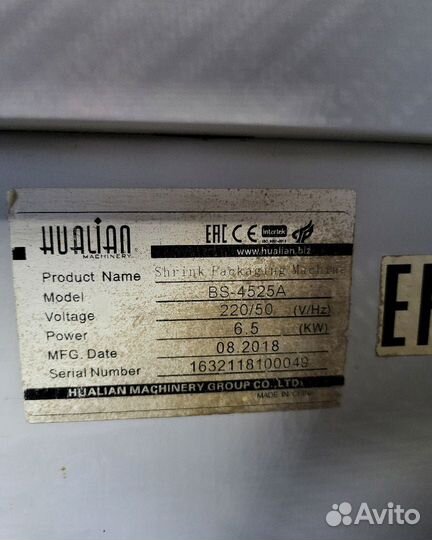 HUALIAN
MACHINERY
EAC CE Intertek
www.hualian.biz
Product Name Shrink Packaging Machine
Model BS-4525A
Voltage 220/50 (V/Hz)
Power 6.5 (KW)
MFG. Date 08.2018
Serial Number 1632118100049
HUALIAN MACHINERY GROUP CO.,LTD.
MADE IN CHINA
E
Avito